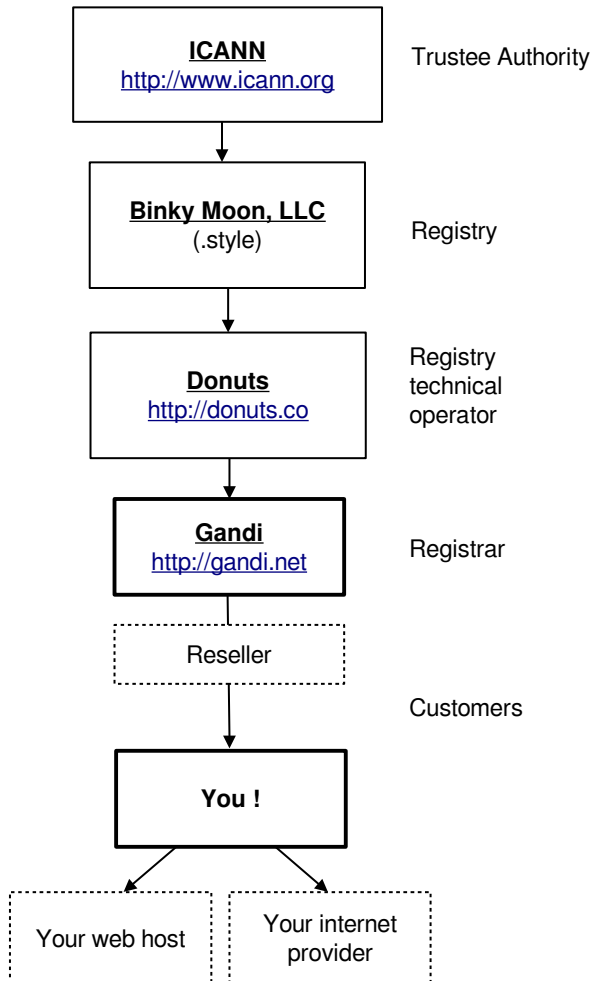 ICANN
http://www.icann.org
Trustee Authority
Binky Moon, LLC
(.style)
Registry
Donuts
http://donuts.co
Registry
technical
operator
Gandi
http://gandi.net
Registrar
Reseller
Customers
You !
Your web host
Your internet
provider